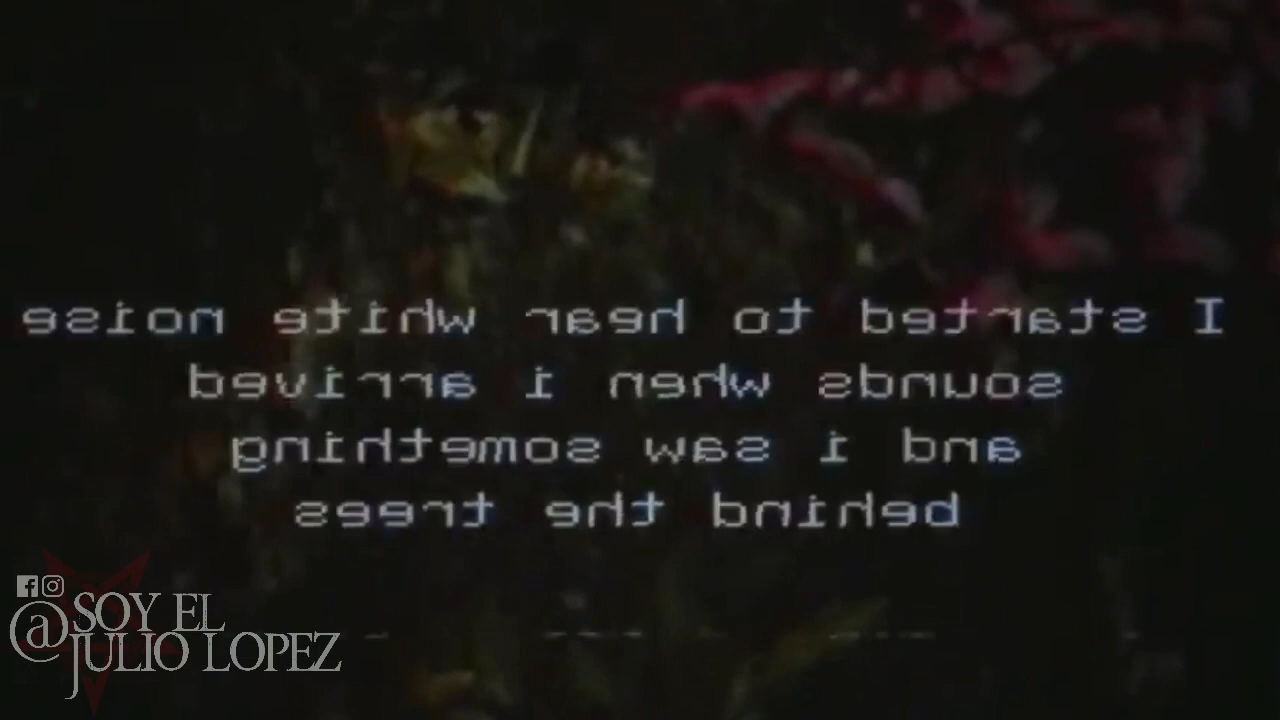 I started to hear white noise
sounds when i arrived
and i saw something
behind the trees
@SOY EL
JULIO LOPEZ